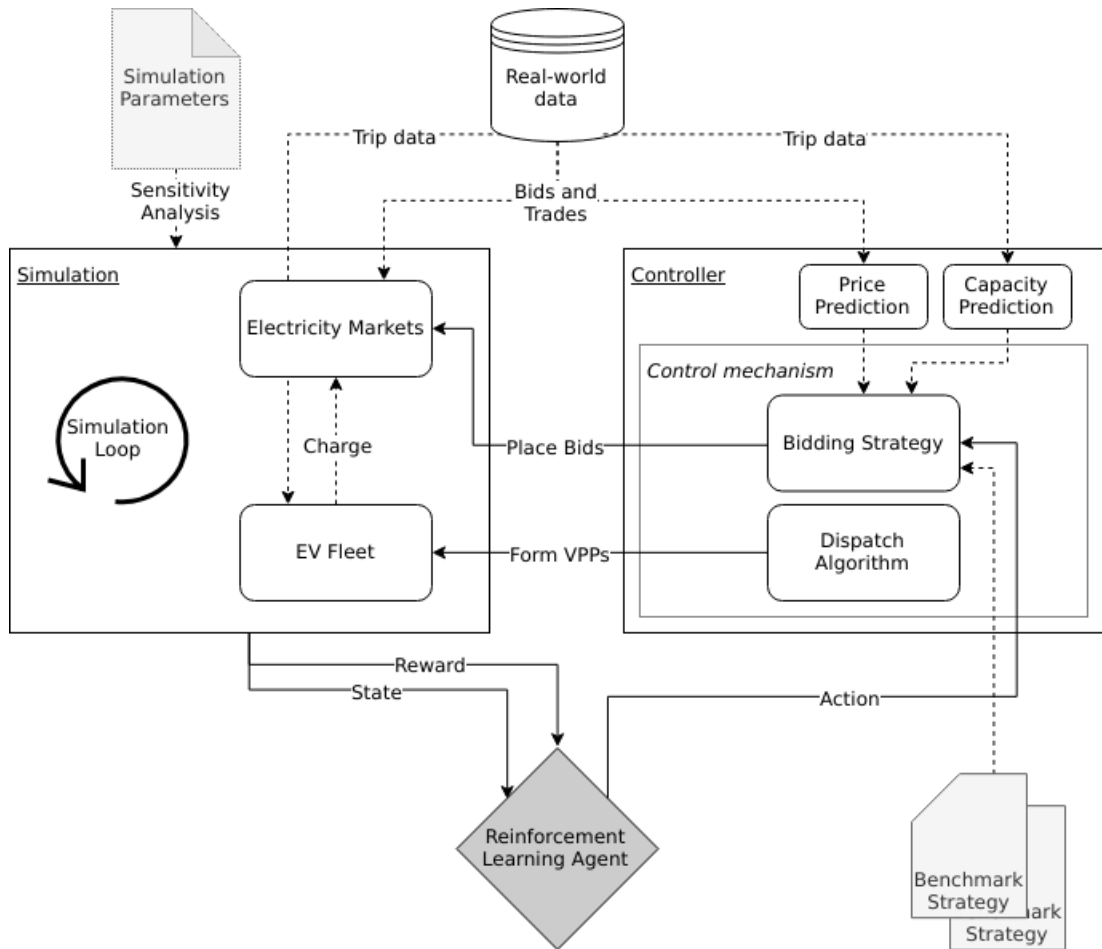 Simulation
Parameters
Real-world
data
Trip data
Trip data
Sensitivity
Analysis
Bids and
Trades
Simulation
Electricity Markets
Simulation
Loop
Charge
EV Fleet
Controller
Price
Prediction
Capacity
Prediction
Control mechanism
Bidding Strategy
Place Bids
Dispatch
Algorithm
Form VPPs
Reward
State
Action
Reinforcement
Learning Agent
Benchmark
Strategy
mark
Strategy